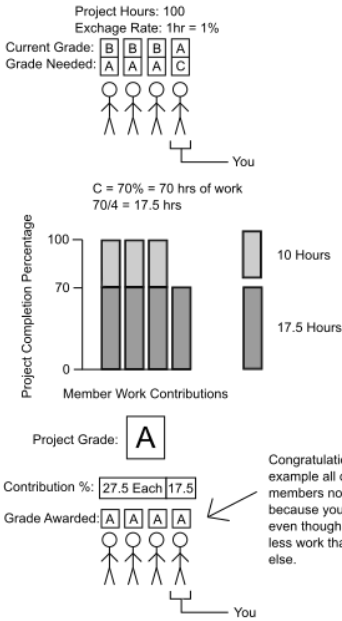 Project Hours: 100
Exchage Rate: 1hr = 1%
Current Grade: B B B A
Grade Needed: A A A C
You
C = 70% = 70 hrs of work
70/4 = 17.5 hrs
Project Completion Percentage
100
70
0
10 Hours
17.5 Hours
Member Work Contributions
Project Grade: A
Contribution %: 27.5 Each 17.5
Grade Awarded: A A A A
example all
members
because you
even though
less work
else.
You